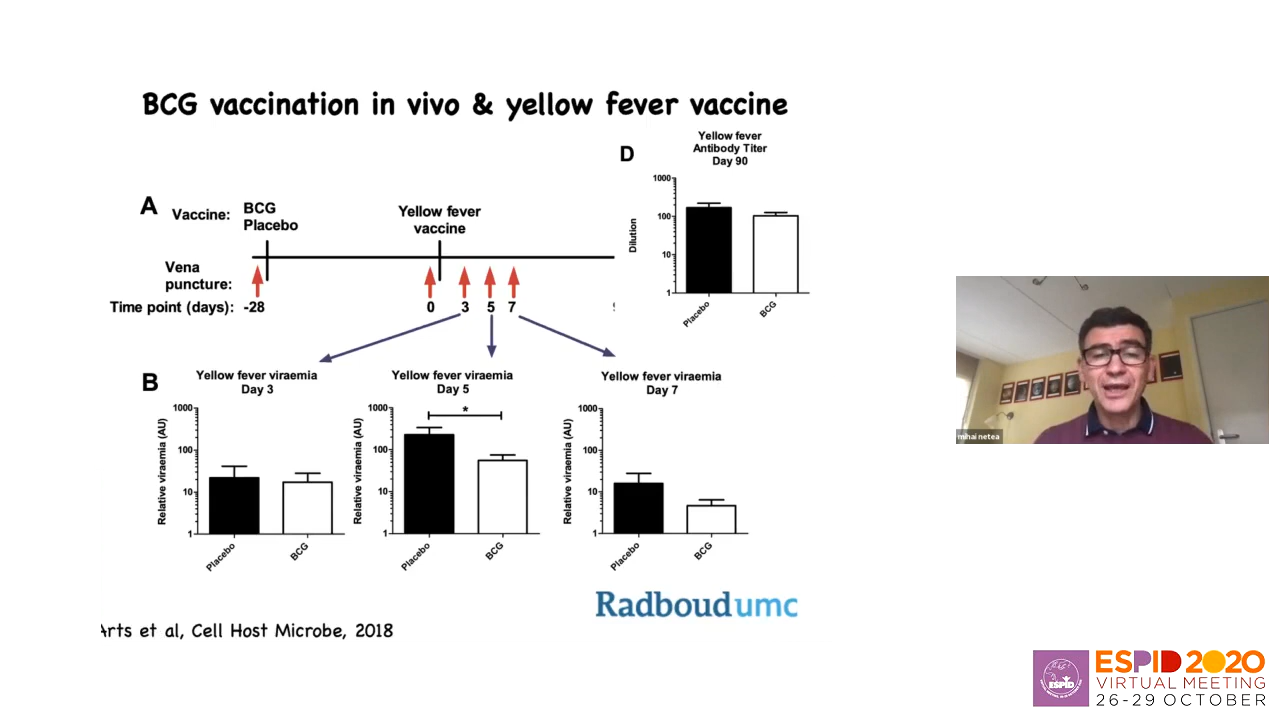 BCG vaccination in vivo & yellow fever vaccine
D
Yellow fever
Antibody Titer
Day 90
1000
100
10
1
Dilution
Placebo
BCG
A
Vaccine:
BCG
Placebo
Yellow fever
vaccine
Vena
puncture:
Time point (days):
-28
0
3
5
7
B
Yellow fever viraemia
Day 3
1000
100
10
1
Relative viraemia (AU)
Placebo
BCG
Yellow fever viraemia
Day 5
*
1000
100
10
1
Relative viraemia (AU)
Placebo
BCG
Yellow fever viraemia
Day 7
1000
100
10
1
Relative viraemia (AU)
Placebo
BCG
Radboudumc
Arts et al, Cell Host Microbe, 2018
mihai netea
ESPID
ESPID 2020
VIRTUAL MEETING
26-29 OCTOBER